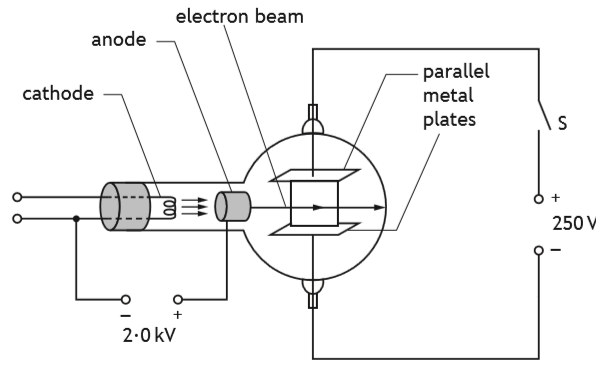 electron beam
anode
cathode
parallel
metal
plates
S
+
250 V
–
–
+
2·0 kV